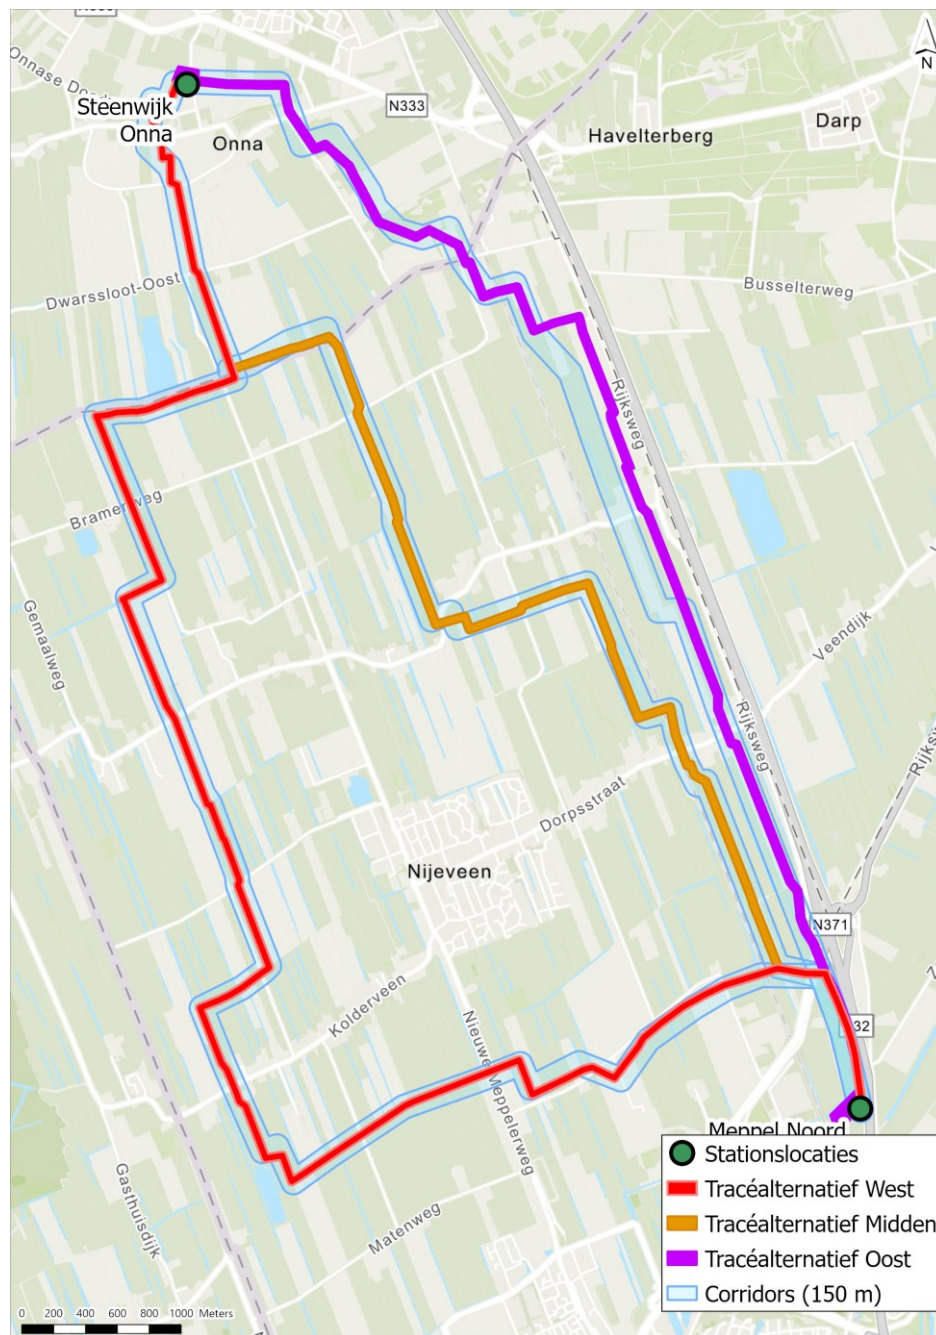 N
Onnase D
Steenwijk
Onna
N333
Onna
Havelterberg
Darp
Dwarssloot-Oost
Busselterweg
Rijksweg
Gemaalweg
Veendijk
Rijksweg
Dorpsstraat
Nijeveen
N371
Kolderveen
Nieuwe Meppelerweg
32
Meppel Noord
Gasthuisdijk
Matenweg
Stationslocaties
Tracéalternatief West
Tracéalternatief Midden
Tracéalternatief Oost
Corridors (150 m)
0 200 400 600 800 1000 Meters